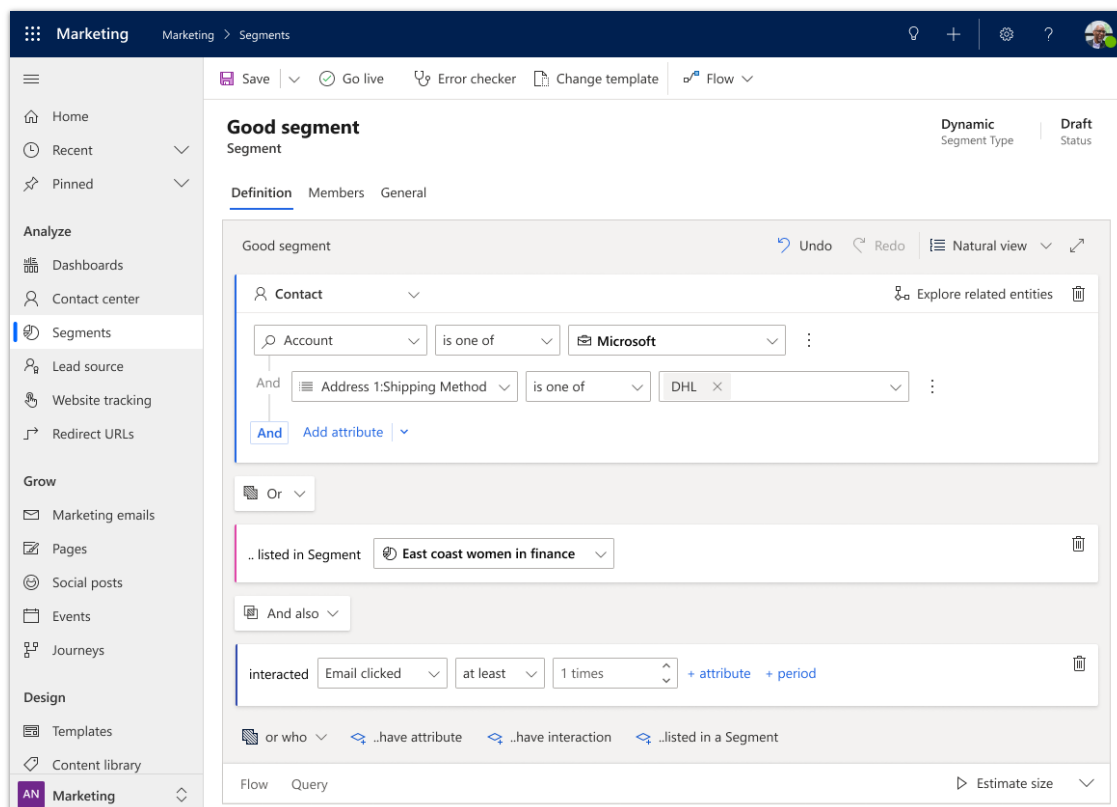 Marketing Marketing > Segments
Save Go live Error checker Change template Flow
Home
Recent
Pinned
Analyze
Dashboards
Contact center
Segments
Lead source
Website tracking
Redirect URLs
Grow
Marketing emails
Pages
Social posts
Events
Journeys
Design
Templates
Content library
AN Marketing
Good segment
Segment
Dynamic
Segment Type
Draft
Status
Definition Members General
Good segment Undo Redo Natural view
Contact Explore related entities
Account is one of Microsoft
And Address 1:Shipping Method is one of DHL
And Add attribute
Or
.. listed in Segment East coast women in finance
And also
interacted Email clicked at least 1 times + attribute + period
or who ..have attribute ..have interaction ..listed in a Segment
Flow Query Estimate size